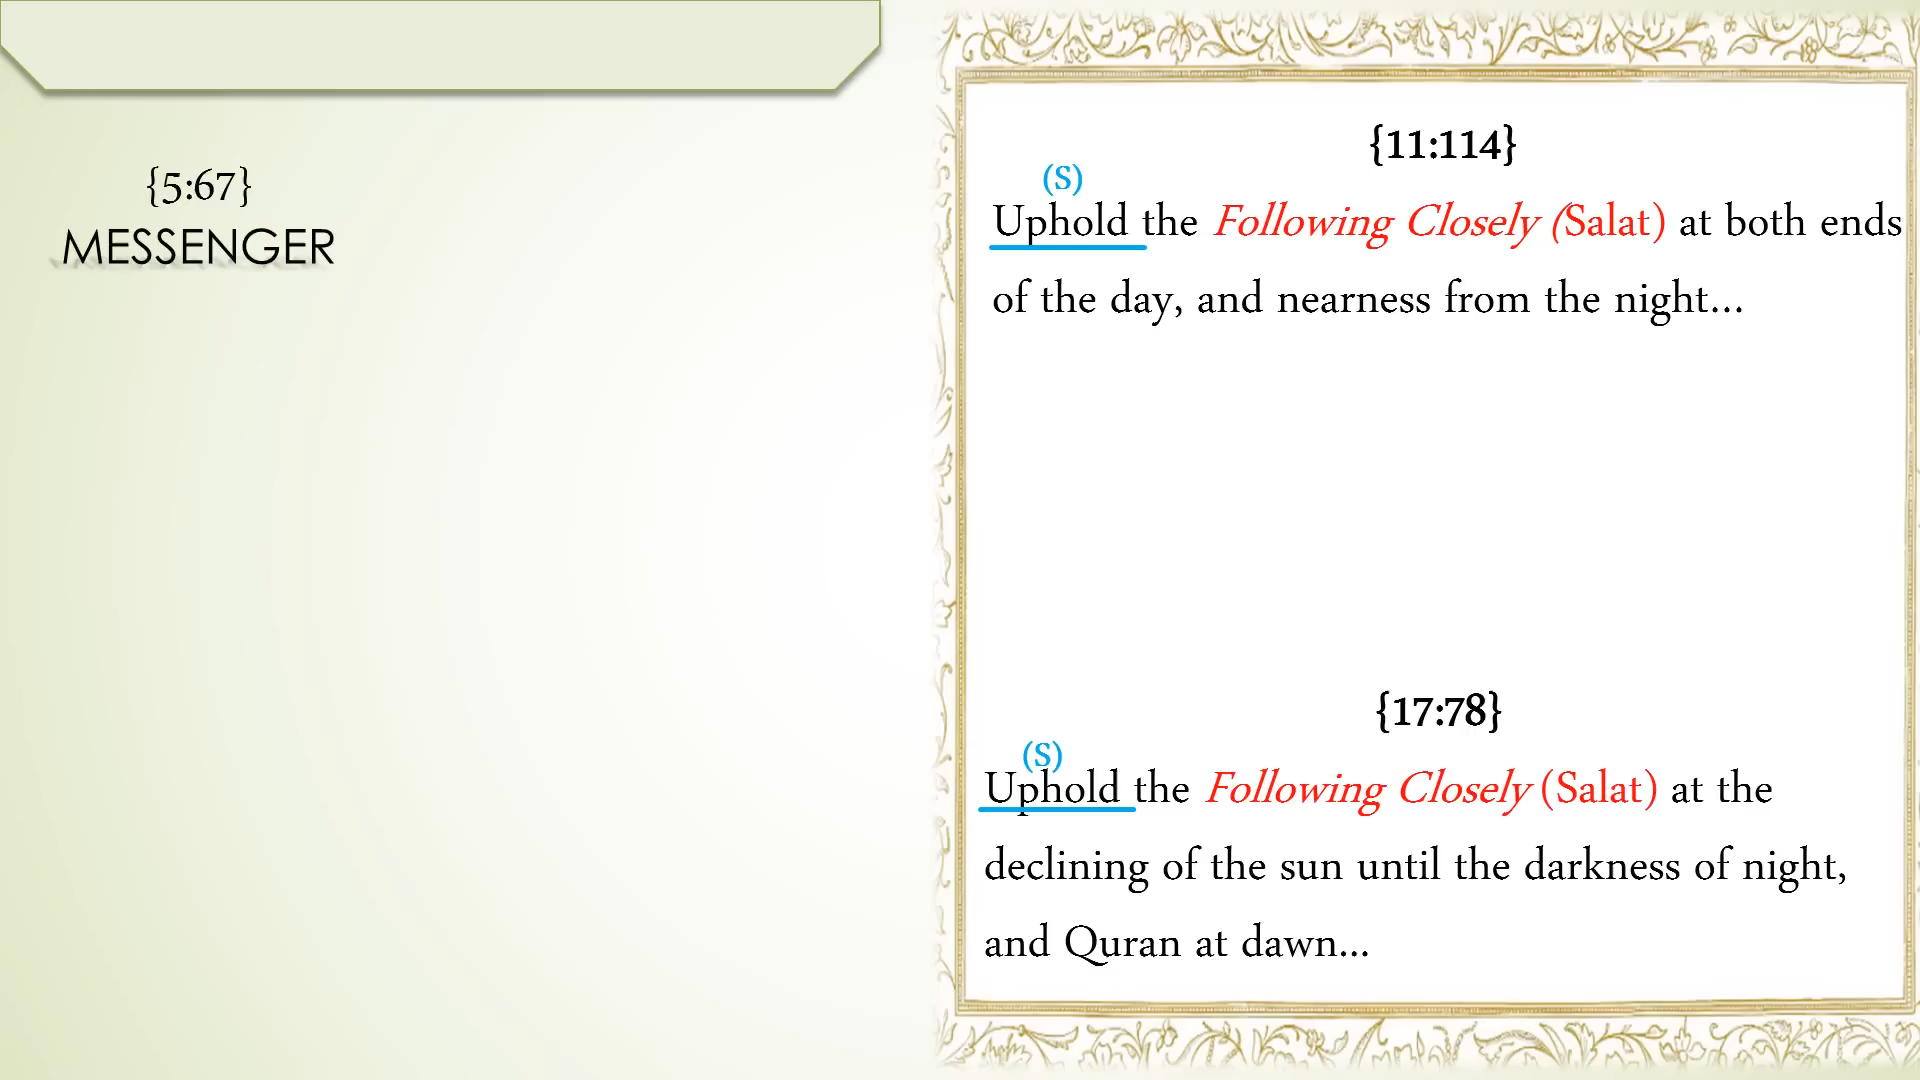 {5:67}
MESSENGER
{11:114}
(S)
Uphold the Following Closely (Salat) at both ends
of the day, and nearness from the night...
{17:78}
(S)
Uphold the Following Closely (Salat) at the
declining of the sun until the darkness of night,
and Quran at dawn...